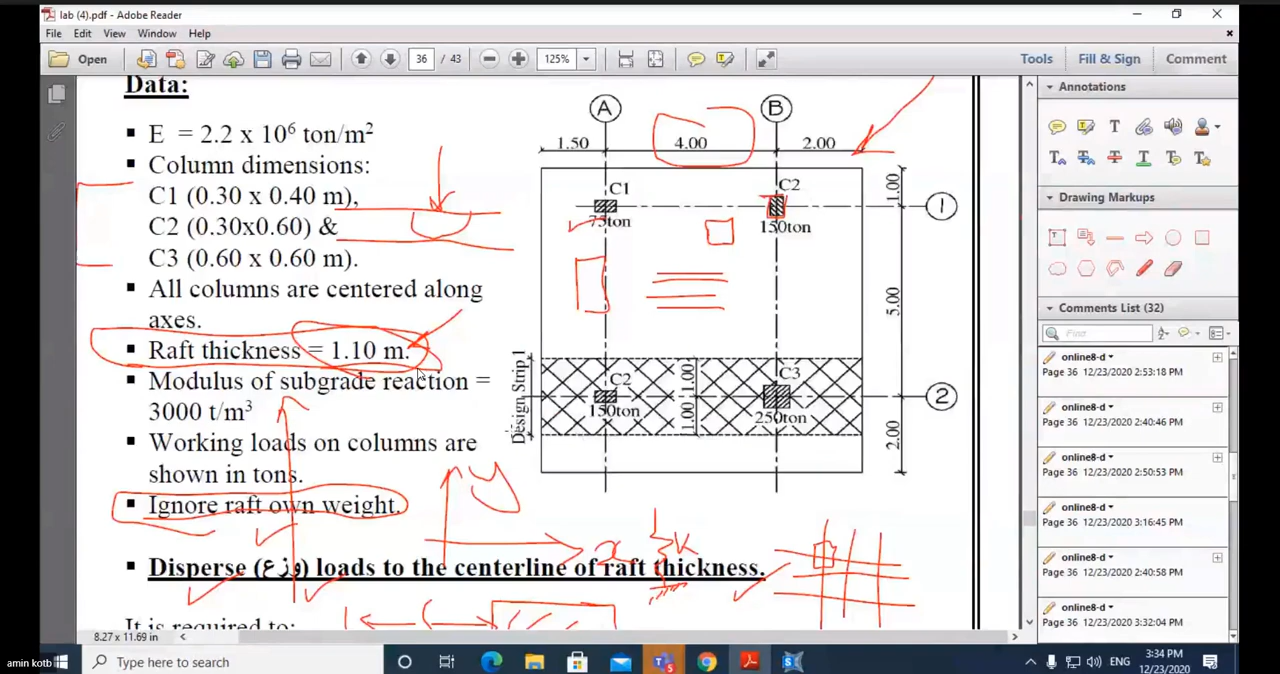 lab (4).pdf - Adobe Reader
File Edit View Window Help
Open 36 / 43 125% Tools Fill & Sign Comment
Data:
▪ E = 2.2 x 10⁶ ton/m²
▪ Column dimensions:
C1 (0.30 x 0.40 m),
C2 (0.30x0.60) &
C3 (0.60 x 0.60 m).
▪ All columns are centered along
axes.
▪ Raft thickness = 1.10 m.
▪ Modulus of subgrade reaction =
3000 t/m³
▪ Working loads on columns are
shown in tons.
▪ Ignore raft own weight.
▪ Disperse (وزع) loads to the centerline of raft thickness.
It is required to:
A B
1.50 4.00 2.00
C1 C2
75ton 150ton
1.00
1
5.00
Design Strip 1
C2 1.00 C3
150ton 1.00 250ton
2
2.00
y
x
K
Annotations
T
Drawing Markups
Comments List (32)
Find
online8-d
Page 36 12/23/2020 2:53:18 PM
online8-d
Page 36 12/23/2020 2:40:46 PM
online8-d
Page 36 12/23/2020 2:50:53 PM
online8-d
Page 36 12/23/2020 3:16:45 PM
online8-d
Page 36 12/23/2020 2:40:58 PM
online8-d
Page 36 12/23/2020 3:32:04 PM
8.27 x 11.69 in
amin kotb
Type here to search
ENG
3:34 PM
12/23/2020